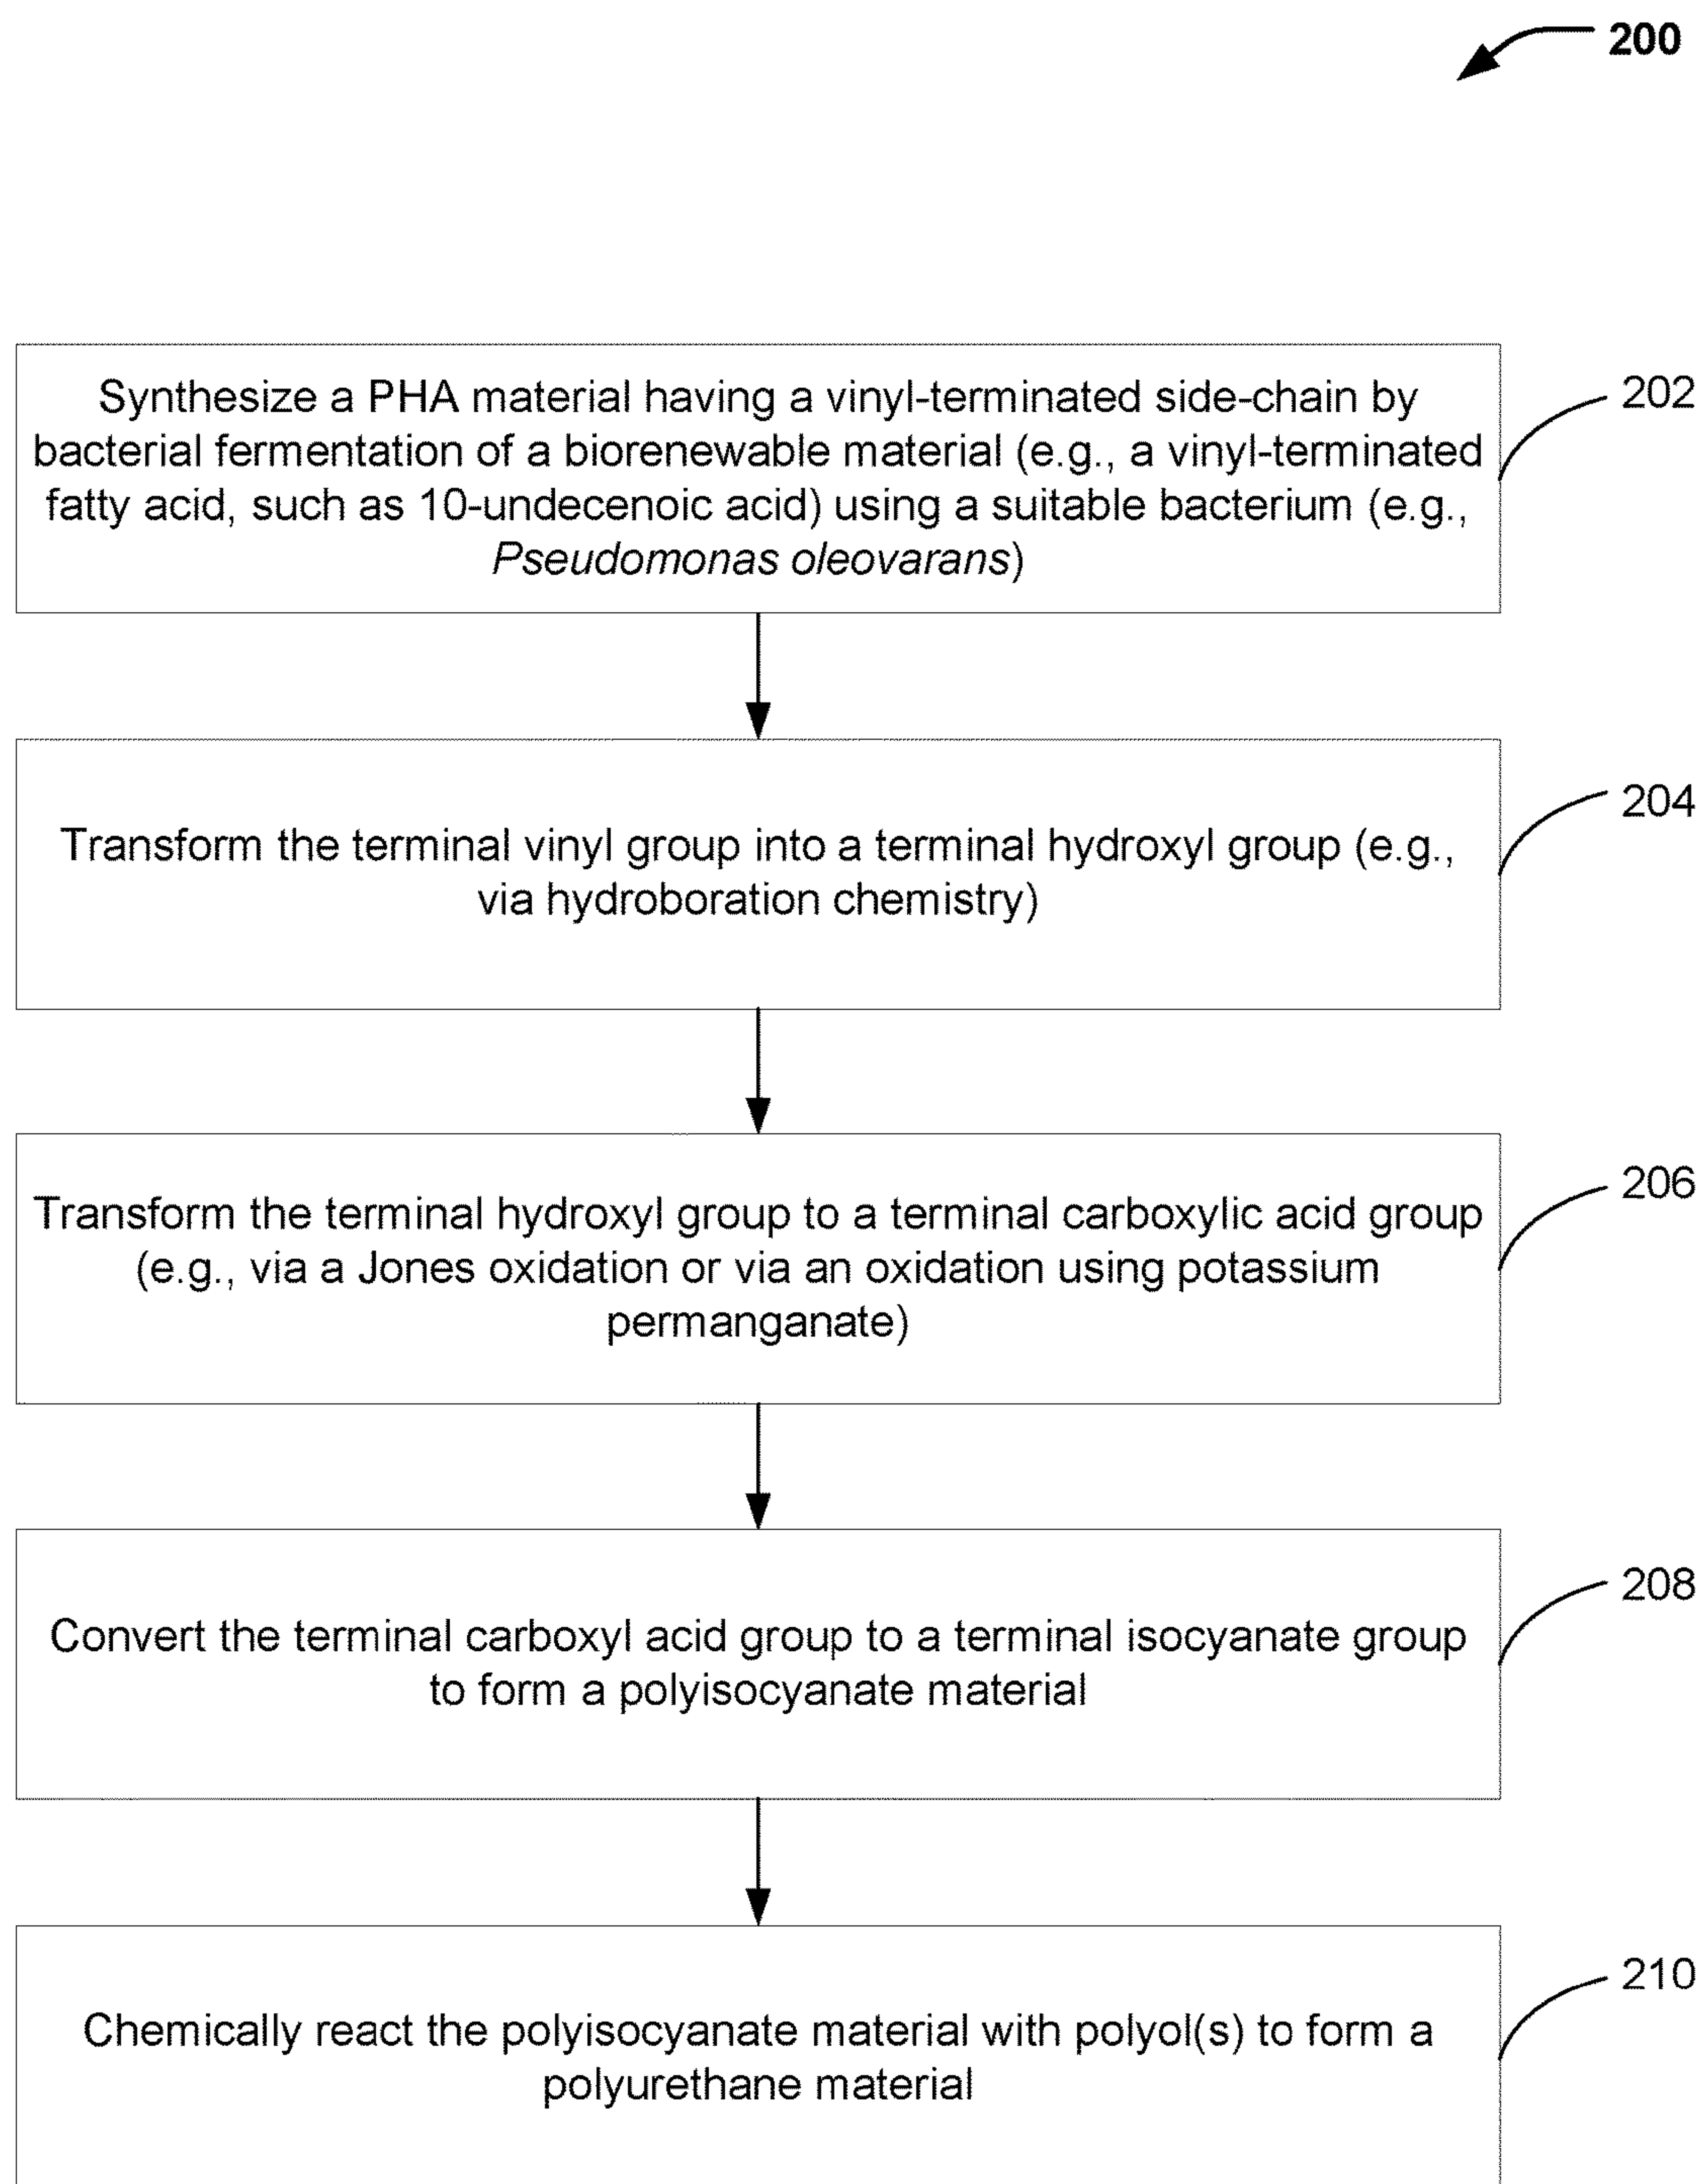 200
Synthesize a PHA material having a vinyl-terminated side-chain by
bacterial fermentation of a biorenewable material (e.g., a vinyl-terminated
fatty acid, such as 10-undecenoic acid) using a suitable bacterium (e.g.,
Pseudomonas oleovarans)
202
Transform the terminal vinyl group into a terminal hydroxyl group (e.g.,
via hydroboration chemistry)
204
Transform the terminal hydroxyl group to a terminal carboxylic acid group
(e.g., via a Jones oxidation or via an oxidation using potassium
permanganate)
206
Convert the terminal carboxyl acid group to a terminal isocyanate group
to form a polyisocyanate material
208
Chemically react the polyisocyanate material with polyol(s) to form a
polyurethane material
210